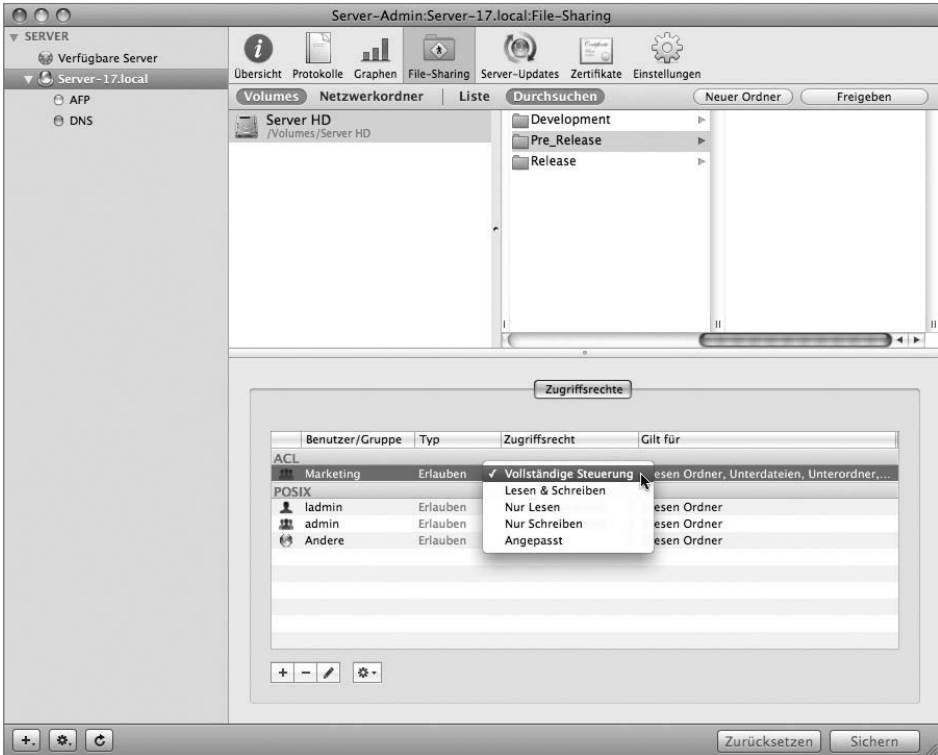 Server-Admin:Server-17.local:File-Sharing
SERVER
Verfügbare Server
Server-17.local
AFP
DNS
Übersicht Protokolle Graphen File-Sharing Server-Updates Zertifikate Einstellungen
Volumes Netzwerkordner Liste Durchsuchen Neuer Ordner Freigeben
Server HD
/Volumes/Server HD
Development
Pre_Release
Release
Zugriffsrechte
Benutzer/Gruppe Typ Zugriffsrecht Gilt für
ACL
Marketing Erlauben ✓ Vollständige Steuerung esen Ordner, Unterdateien, Unterordner,...
Lesen & Schreiben
POSIX
ladmin Erlauben Nur Lesen esen Ordner
admin Erlauben Nur Schreiben esen Ordner
Andere Erlauben Angepasst esen Ordner
Zurücksetzen Sichern